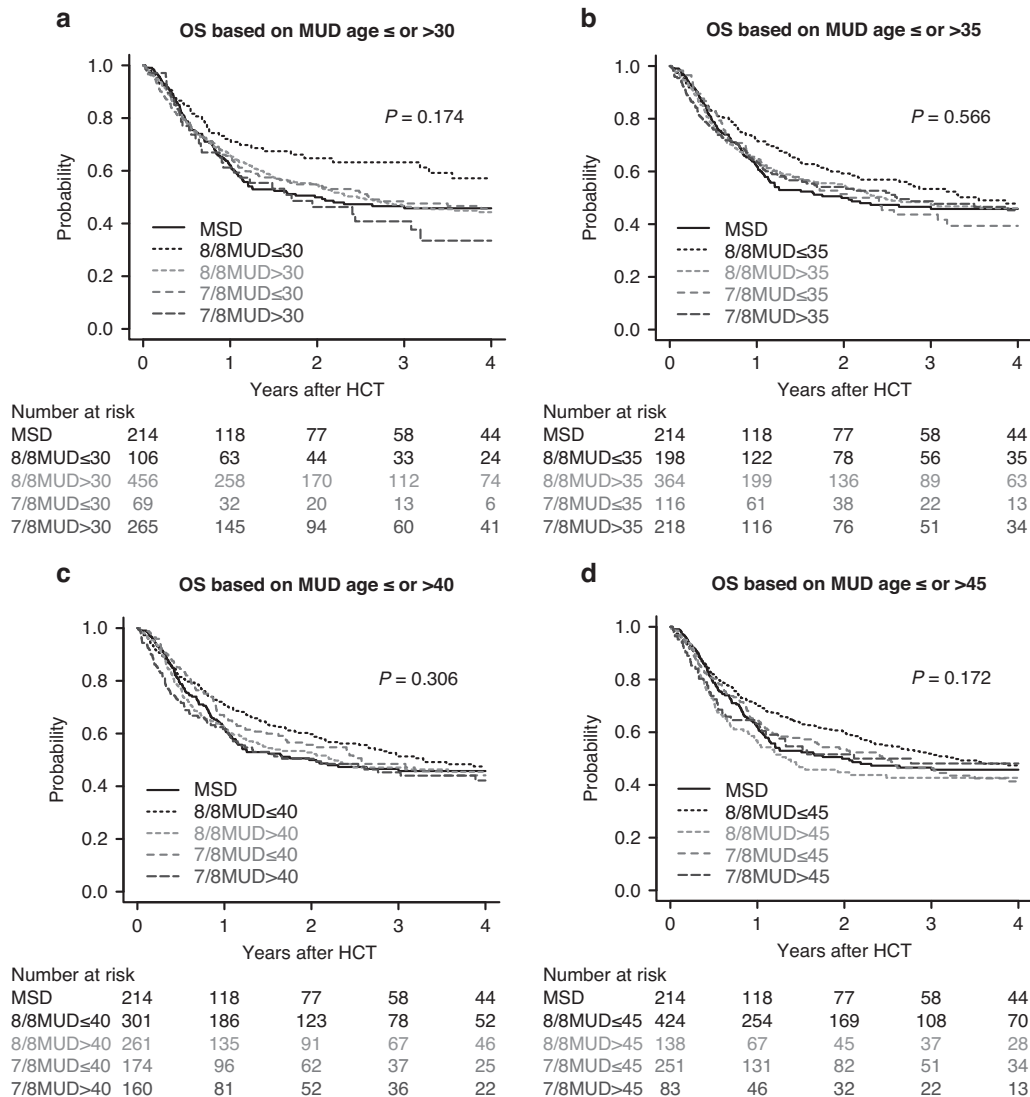 a
OS based on MUD age ≤ or >30
1.0
0.8
0.6
0.4
0.2
0.0
Probability
P = 0.174
MSD
8/8MUD≤30
8/8MUD>30
7/8MUD≤30
7/8MUD>30
0 1 2 3 4
Years after HCT
Number at risk
MSD 214 118 77 58 44
8/8MUD≤30 106 63 44 33 24
8/8MUD>30 456 258 170 112 74
7/8MUD≤30 69 32 20 13 6
7/8MUD>30 265 145 94 60 41
b
OS based on MUD age ≤ or >35
1.0
0.8
0.6
0.4
0.2
0.0
Probability
P = 0.566
MSD
8/8MUD≤35
8/8MUD>35
7/8MUD≤35
7/8MUD>35
0 1 2 3 4
Years after HCT
Number at risk
MSD 214 118 77 58 44
8/8MUD≤35 198 122 78 56 35
8/8MUD>35 364 199 136 89 63
7/8MUD≤35 116 61 38 22 13
7/8MUD>35 218 116 76 51 34
c
OS based on MUD age ≤ or >40
1.0
0.8
0.6
0.4
0.2
0.0
Probability
P = 0.306
MSD
8/8MUD≤40
8/8MUD>40
7/8MUD≤40
7/8MUD>40
0 1 2 3 4
Years after HCT
Number at risk
MSD 214 118 77 58 44
8/8MUD≤40 301 186 123 78 52
8/8MUD>40 261 135 91 67 46
7/8MUD≤40 174 96 62 37 25
7/8MUD>40 160 81 52 36 22
d
OS based on MUD age ≤ or >45
1.0
0.8
0.6
0.4
0.2
0.0
Probability
P = 0.172
MSD
8/8MUD≤45
8/8MUD>45
7/8MUD≤45
7/8MUD>45
0 1 2 3 4
Years after HCT
Number at risk
MSD 214 118 77 58 44
8/8MUD≤45 424 254 169 108 70
8/8MUD>45 138 67 45 37 28
7/8MUD≤45 251 131 82 51 34
7/8MUD>45 83 46 32 22 13